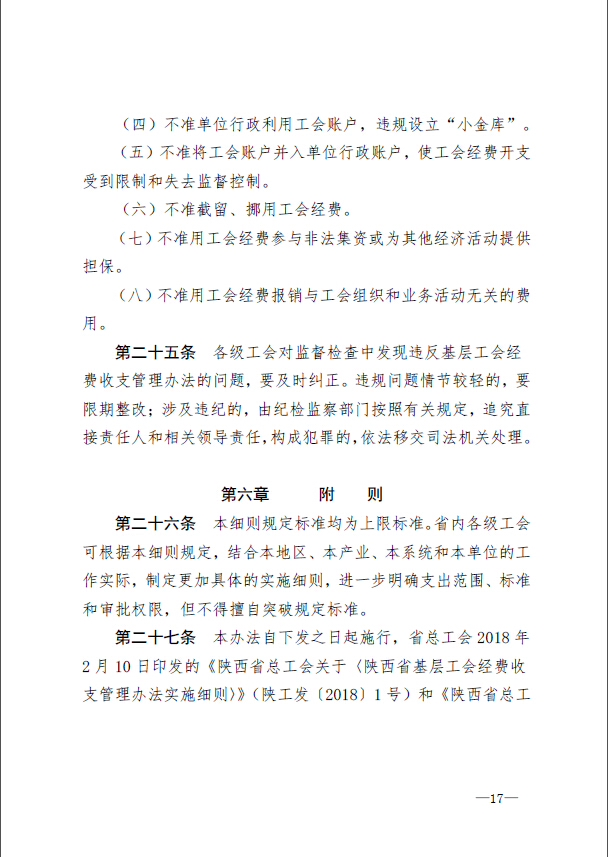 （四）不准单位行政利用工会账户，违规设立“小金库”。
（五）不准将工会账户并入单位行政账户，使工会经费开支
受到限制和失去监督控制。
（六）不准截留、挪用工会经费。
（七）不准用工会经费参与非法集资或为其他经济活动提供
担保。
（八）不准用工会经费报销与工会组织和业务活动无关的费
用。
第二十五条 各级工会对监督检查中发现违反基层工会经
费收支管理办法的问题，要及时纠正。违规问题情节较轻的，要
限期整改；涉及违纪的，由纪检监察部门按照有关规定，追究直
接责任人和相关领导责任，构成犯罪的，依法移交司法机关处理。
第六章 附 则
第二十六条 本细则规定标准均为上限标准。省内各级工会
可根据本细则规定，结合本地区、本产业、本系统和本单位的工
作实际，制定更加具体的实施细则，进一步明确支出范围、标准
和审批权限，但不得擅自突破规定标准。
第二十七条 本办法自下发之日起施行，省总工会 2018 年
2 月 10 日印发的《陕西省总工会关于〈陕西省基层工会经费收
支管理办法实施细则〉》（陕工发〔2018〕1 号）和《陕西省总工
—17—